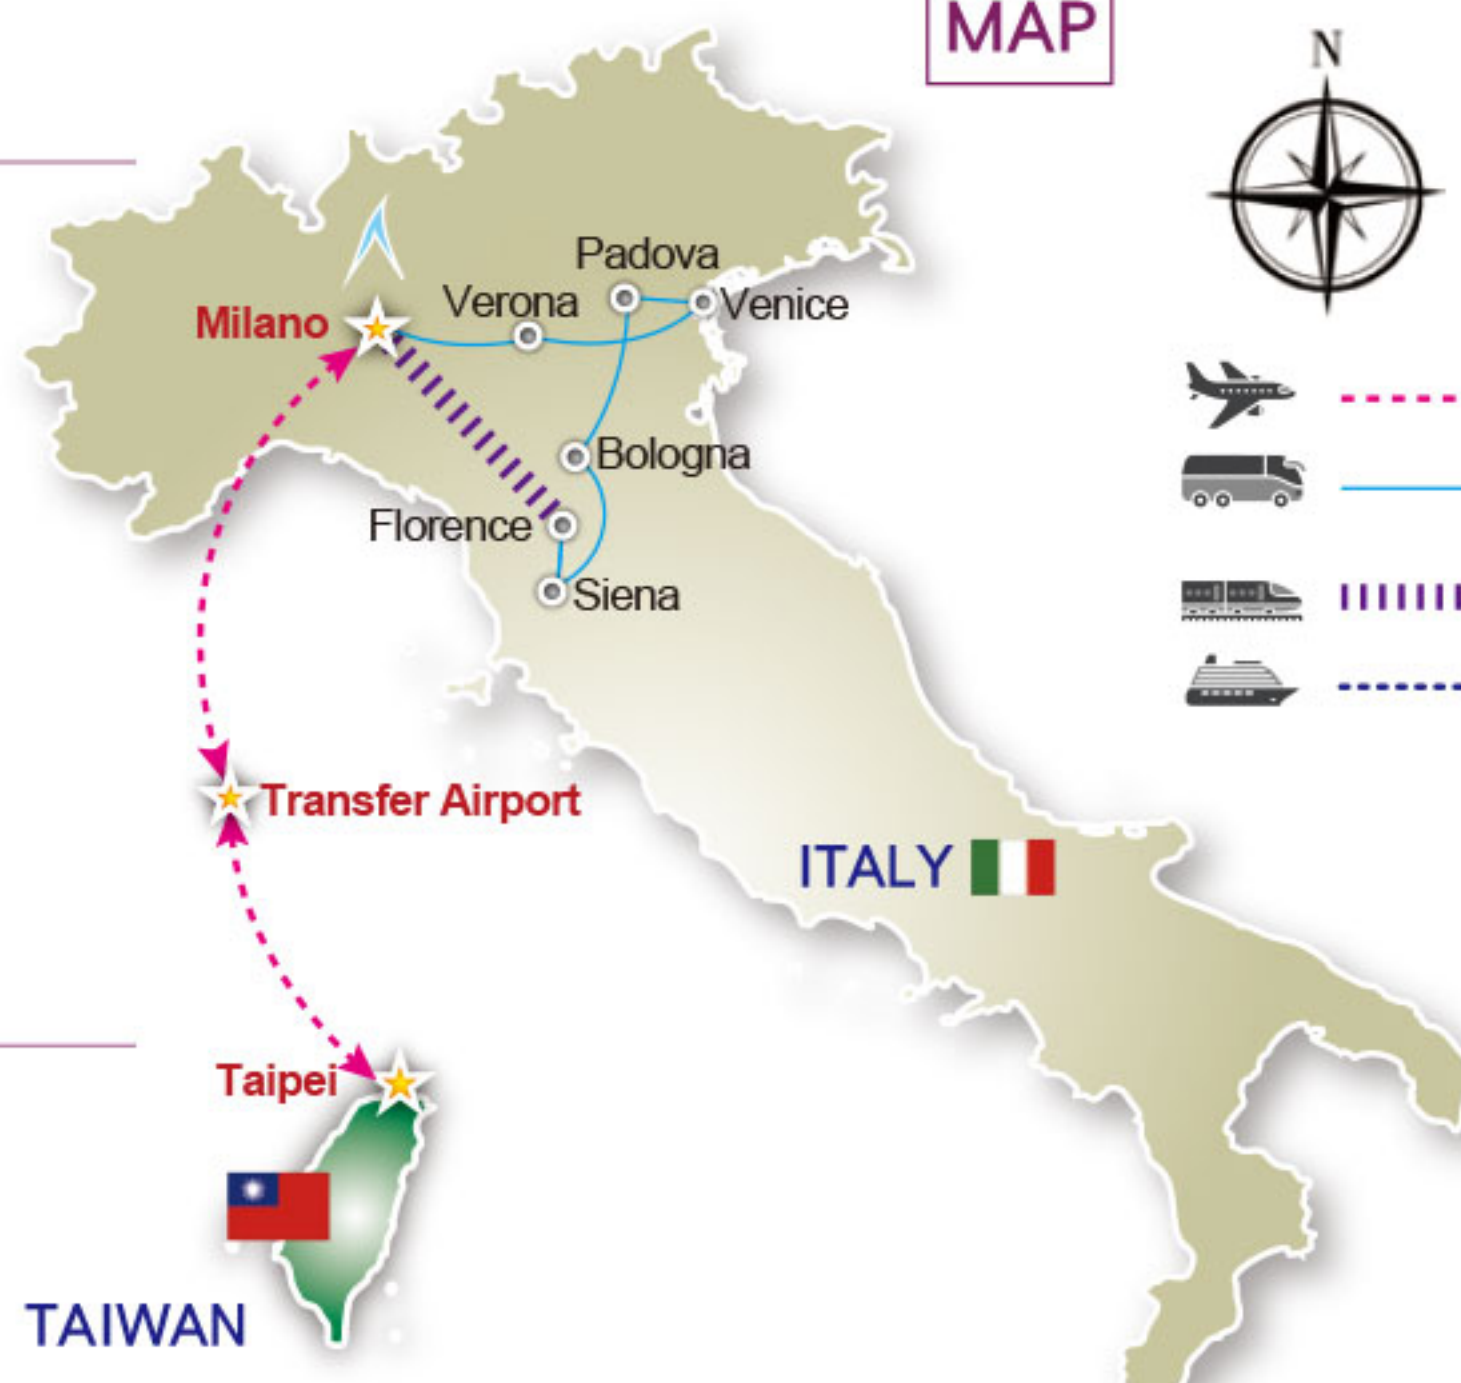 MAP
N
Padova
Verona
Venice
Milano
Bologna
Florence
Siena
Transfer Airport
ITALY
Taipei
TAIWAN